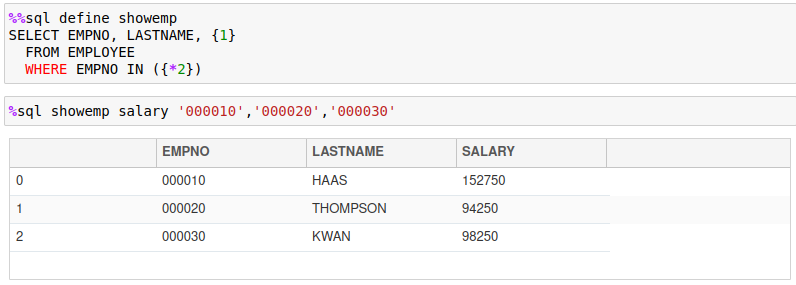 %%sql define showemp
SELECT EMPNO, LASTNAME, {1}
  FROM EMPLOYEE
  WHERE EMPNO IN ({*2})
%sql showemp salary '000010','000020','000030'
EMPNO LASTNAME SALARY
0 000010 HAAS 152750
1 000020 THOMPSON 94250
2 000030 KWAN 98250